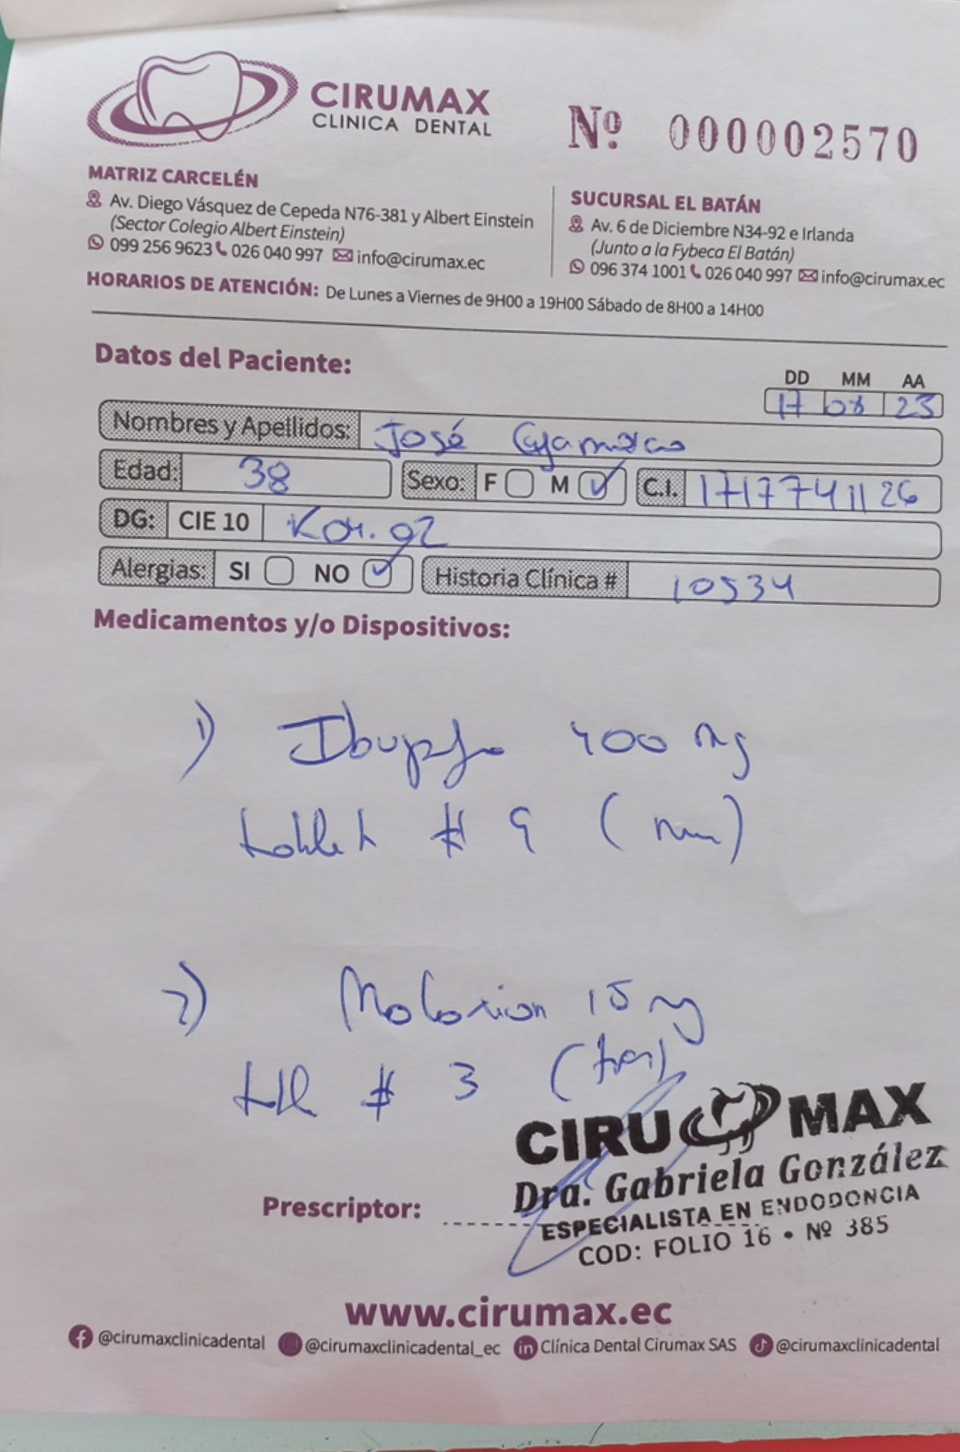 CIRUMAX
CLINICA DENTAL
Nº 000002570
MATRIZ CARCELÉN
Av. Diego Vásquez de Cepeda N76-381 y Albert Einstein
(Sector Colegio Albert Einstein)
099 256 9623 026 040 997 info@cirumax.ec
SUCURSAL EL BATÁN
Av. 6 de Diciembre N34-92 e Irlanda
(Junto a la Fybeca El Batán)
096 374 1001 026 040 997 info@cirumax.ec
HORARIOS DE ATENCIÓN: De Lunes a Viernes de 9H00 a 19H00 Sábado de 8H00 a 14H00
Datos del Paciente:
DD MM AA
17 08 23
Nombres y Apellidos: José Cajamarca
Edad: 38 Sexo: F M C.I. 1717741126
DG: CIE 10 K04.02
Alergias: SI NO Historia Clínica # 10534
Medicamentos y/o Dispositivos:
1) 400 mg
# 9
2) 15 mg
# 3 (tres)
CIRUMAX
Dra. Gabriela González
Prescriptor:
ESPECIALISTA EN ENDODONCIA
COD: FOLIO 16 • Nº 385
www.cirumax.ec
@cirumaxclinicadental @cirumaxclinicadental_ec in Clínica Dental Cirumax SAS @cirumaxclinicadental